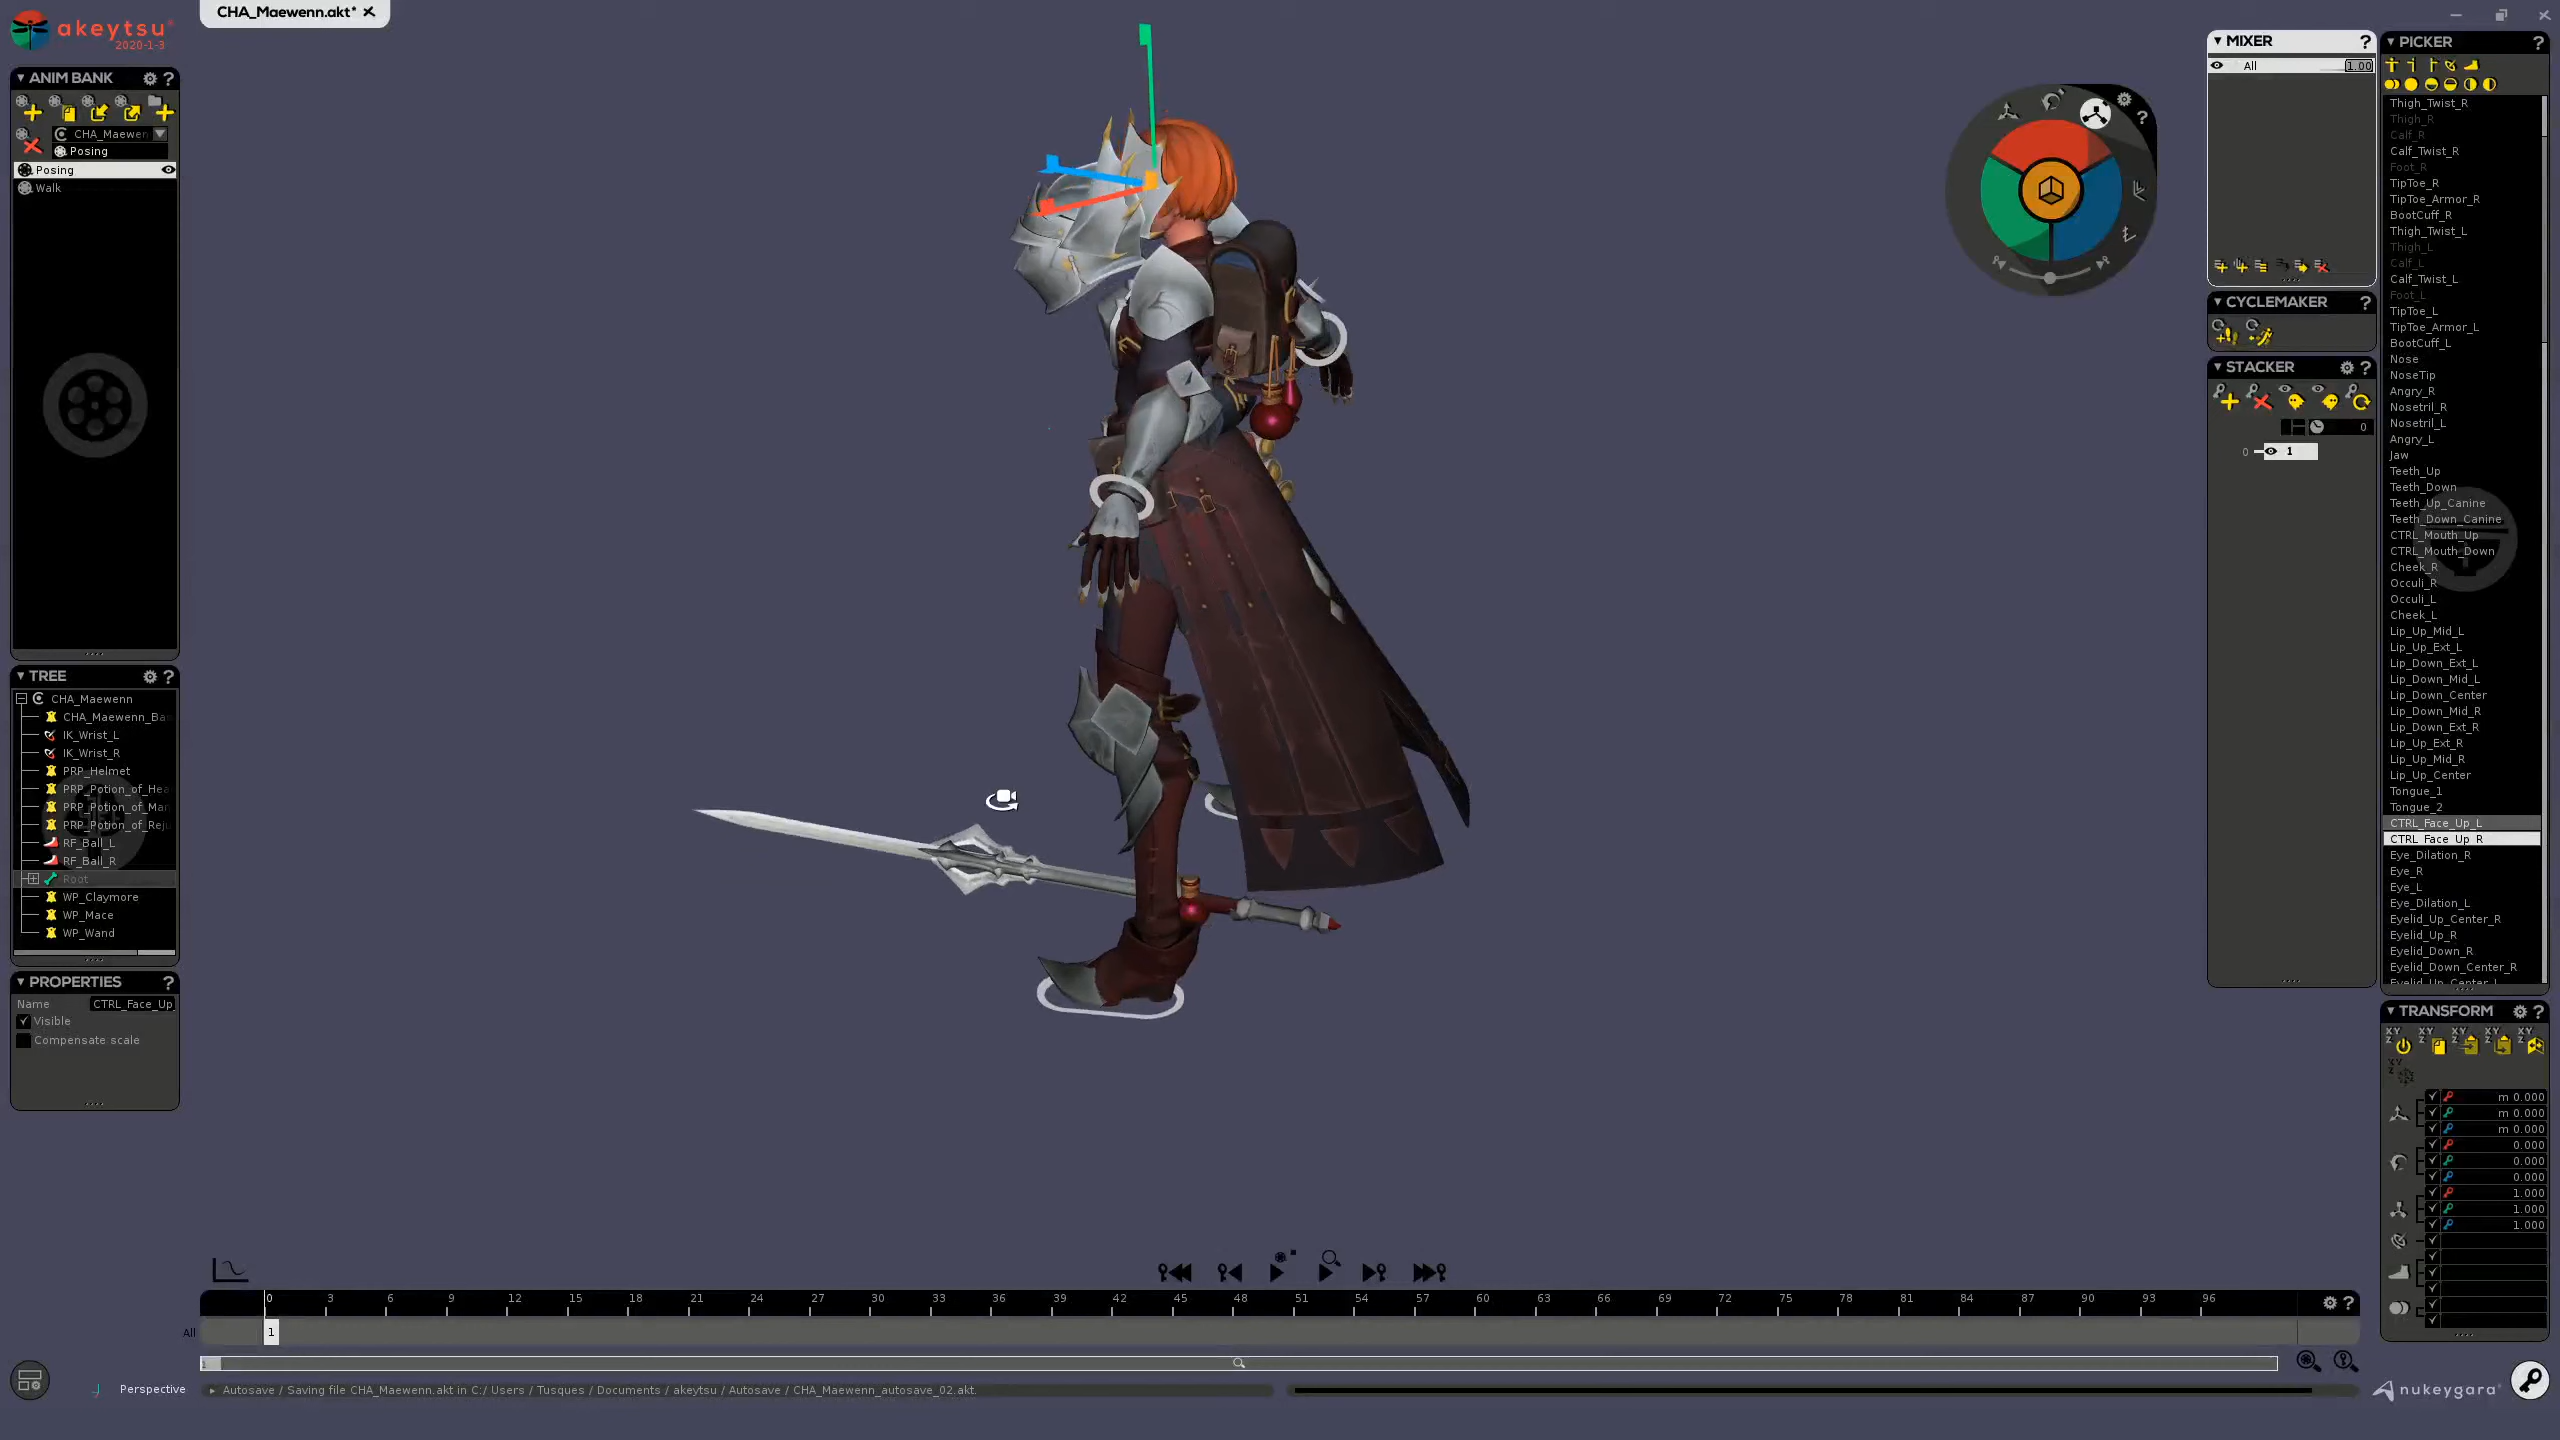 CHA_Maewenn.akt* ✕
akeytsu
2020-1-3
ANIM BANK ?
CHA_Maewen
Posing
Posing
Walk
TREE ?
CHA_Maewenn
CHA_Maewenn_Ba
IK_Wrist_L
IK_Wrist_R
PRP_Helmet
PRP_Potion_of_Hea
PRP_Potion_of_Man
PRP_Potion_of_Reju
RF_Ball_L
RF_Ball_R
Root
WP_Claymore
WP_Mace
WP_Wand
PROPERTIES ?
Name CTRL_Face_Up_
Visible
Compensate scale
MIXER ?
All 1.00
CYCLEMAKER ?
STACKER ?
0
0 1
PICKER ?
Thigh_Twist_R
Thigh_R
Calf_R
Calf_Twist_R
Foot_R
TipToe_R
TipToe_Armor_R
BootCuff_R
Thigh_Twist_L
Thigh_L
Calf_L
Calf_Twist_L
Foot_L
TipToe_L
TipToe_Armor_L
BootCuff_L
Nose
NoseTip
Angry_R
Nosetril_R
Nosetril_L
Angry_L
Jaw
Teeth_Up
Teeth_Down
Teeth_Up_Canine
Teeth_Down_Canine
CTRL_Mouth_Up
CTRL_Mouth_Down
Cheek_R
Occuli_R
Occuli_L
Cheek_L
Lip_Up_Mid_L
Lip_Up_Ext_L
Lip_Down_Ext_L
Lip_Down_Mid_L
Lip_Down_Center
Lip_Down_Mid_R
Lip_Down_Ext_R
Lip_Up_Ext_R
Lip_Up_Mid_R
Lip_Up_Center
Tongue_1
Tongue_2
CTRL_Face_Up_L
CTRL_Face_Up_R
Eye_Dilation_R
Eye_R
Eye_L
Eye_Dilation_L
Eyelid_Up_Center_R
Eyelid_Up_R
Eyelid_Down_R
Eyelid_Down_Center_R
Eyelid_Up_Center_L
TRANSFORM ?
m 0.000
m 0.000
m 0.000
0.000
0.000
0.000
1.000
1.000
1.000
0 3 6 9 12 15 18 21 24 27 30 33 36 39 42 45 48 51 54 57 60 63 66 69 72 75 78 81 84 87 90 93 96 ?
All 1
Perspective
Autosave / Saving file CHA_Maewenn.akt in C:/ Users / Tusques / Documents / akeytsu / Autosave / CHA_Maewenn_autosave_02.akt.
nukeygara